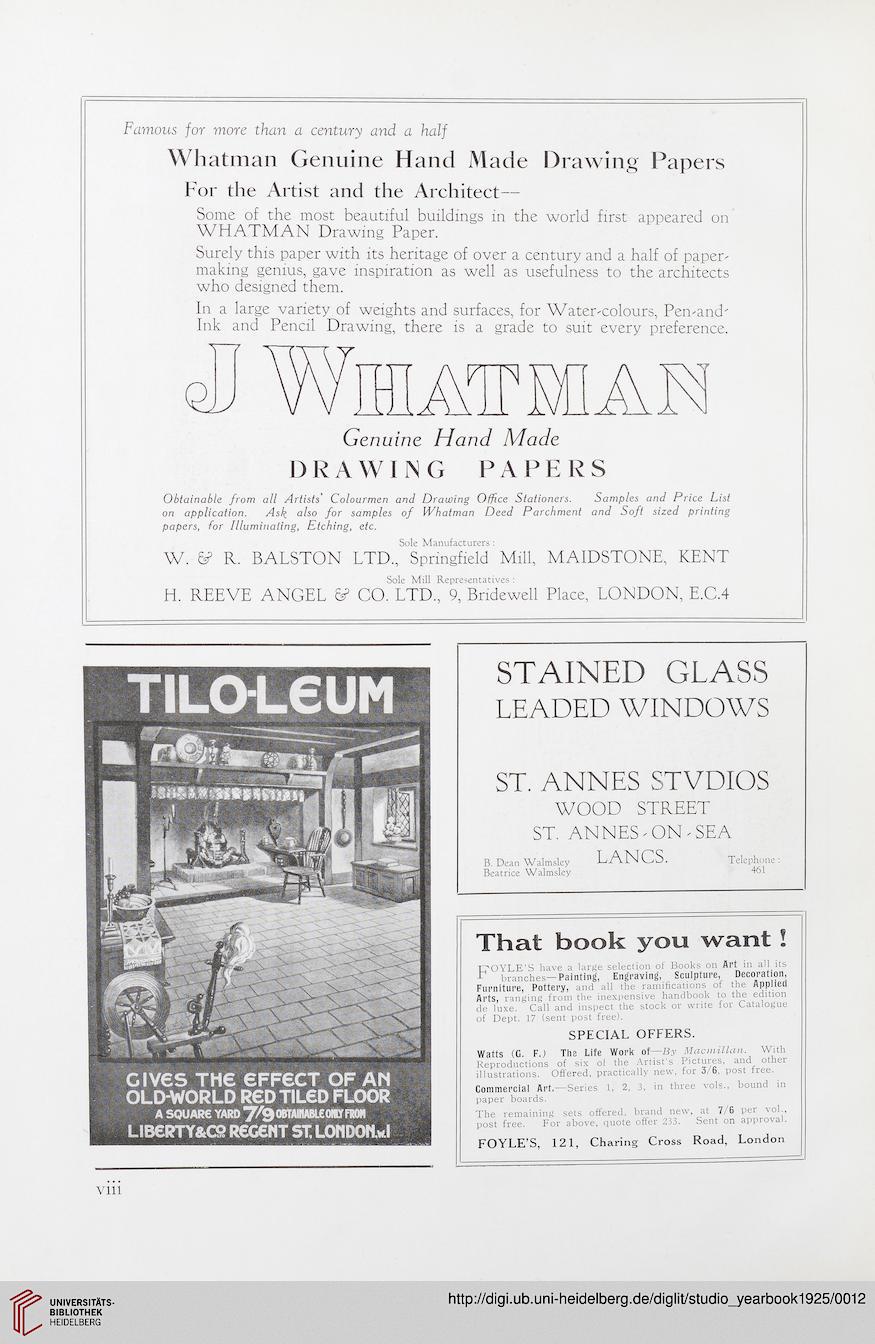 Famous for more than a century and a half
Whatman Genuine Hand Made Drawing Papers
For the Artist and the Architect—
Some of the most beautiful buildings in the world first appeared on
WHATMAN Drawing Paper.
Surely this paper with its heritage of over a century and a half of paper-
making genius, gave inspiration as well as usefulness to the architects
who designed them.
In a large variety of weights and surfaces, for Water-colours, Pen-and-
Ink and Pencil Drawing, there is a grade to suit every preference.
J WHATMAN
Genuine Hand Made
DRAWING PAPERS
Obtainable from all Artists' Colourmen and Drawing Office Stationers. Samples and Price List
on application. Ask also for samples of Whatman Deed Parchment and Soft sized printing
papers, for Illuminating, Etching, etc.
Sole Manufacturers:
W. & R. BALSTON LTD., Springfield Mill, MAIDSTONE, KENT
Sole Mill Representatives:
H. REEVE ANGEL & CO. LTD., 9, Bridewell Place, LONDON, E.C.4
TILO-LEUM
GIVES THE EFFECT OF AN
OLD-WORLD RED TILED FLOOR
A SQUARE YARD 7/9 OBTAINABLE ONLY FROM
LIBERTY & CO. REGENT ST, LONDON, W.1
STAINED GLASS
LEADED WINDOWS
ST. ANNES STVDIOS
WOOD STREET
ST. ANNES-ON-SEA
LANCS.
B. Dean Walmsley
Beatrice Walmsley
Telephone:
461
That book you want!
FOYLE'S have a large selection of Books on Art in all its
branches—Painting, Engraving, Sculpture, Decoration,
Furniture, Pottery, and all the ramifications of the Applied
Arts, ranging from the inexpensive handbook to the edition
de luxe. Call and inspect the stock or write for Catalogue
of Dept. 17 (sent post free).
SPECIAL OFFERS.
Watts (G. F.) The Life Work of—By Macmillan. With
Reproductions of six of the Artist's Pictures, and other
illustrations. Offered, practically new, for 3/6, post free.
Commercial Art.—Series 1, 2, 3, in three vols., bound in
paper boards.
The remaining sets offered, brand new, at 7/6 per vol.,
post free. For above, quote offer 233. Sent on approval.
FOYLE'S, 121, Charing Cross Road, London
viii
UNIVERSITÄTS-
BIBLIOTHEK
HEIDELBERG
http://digi.ub.uni-heidelberg.de/diglit/studio_yearbook1925/0012